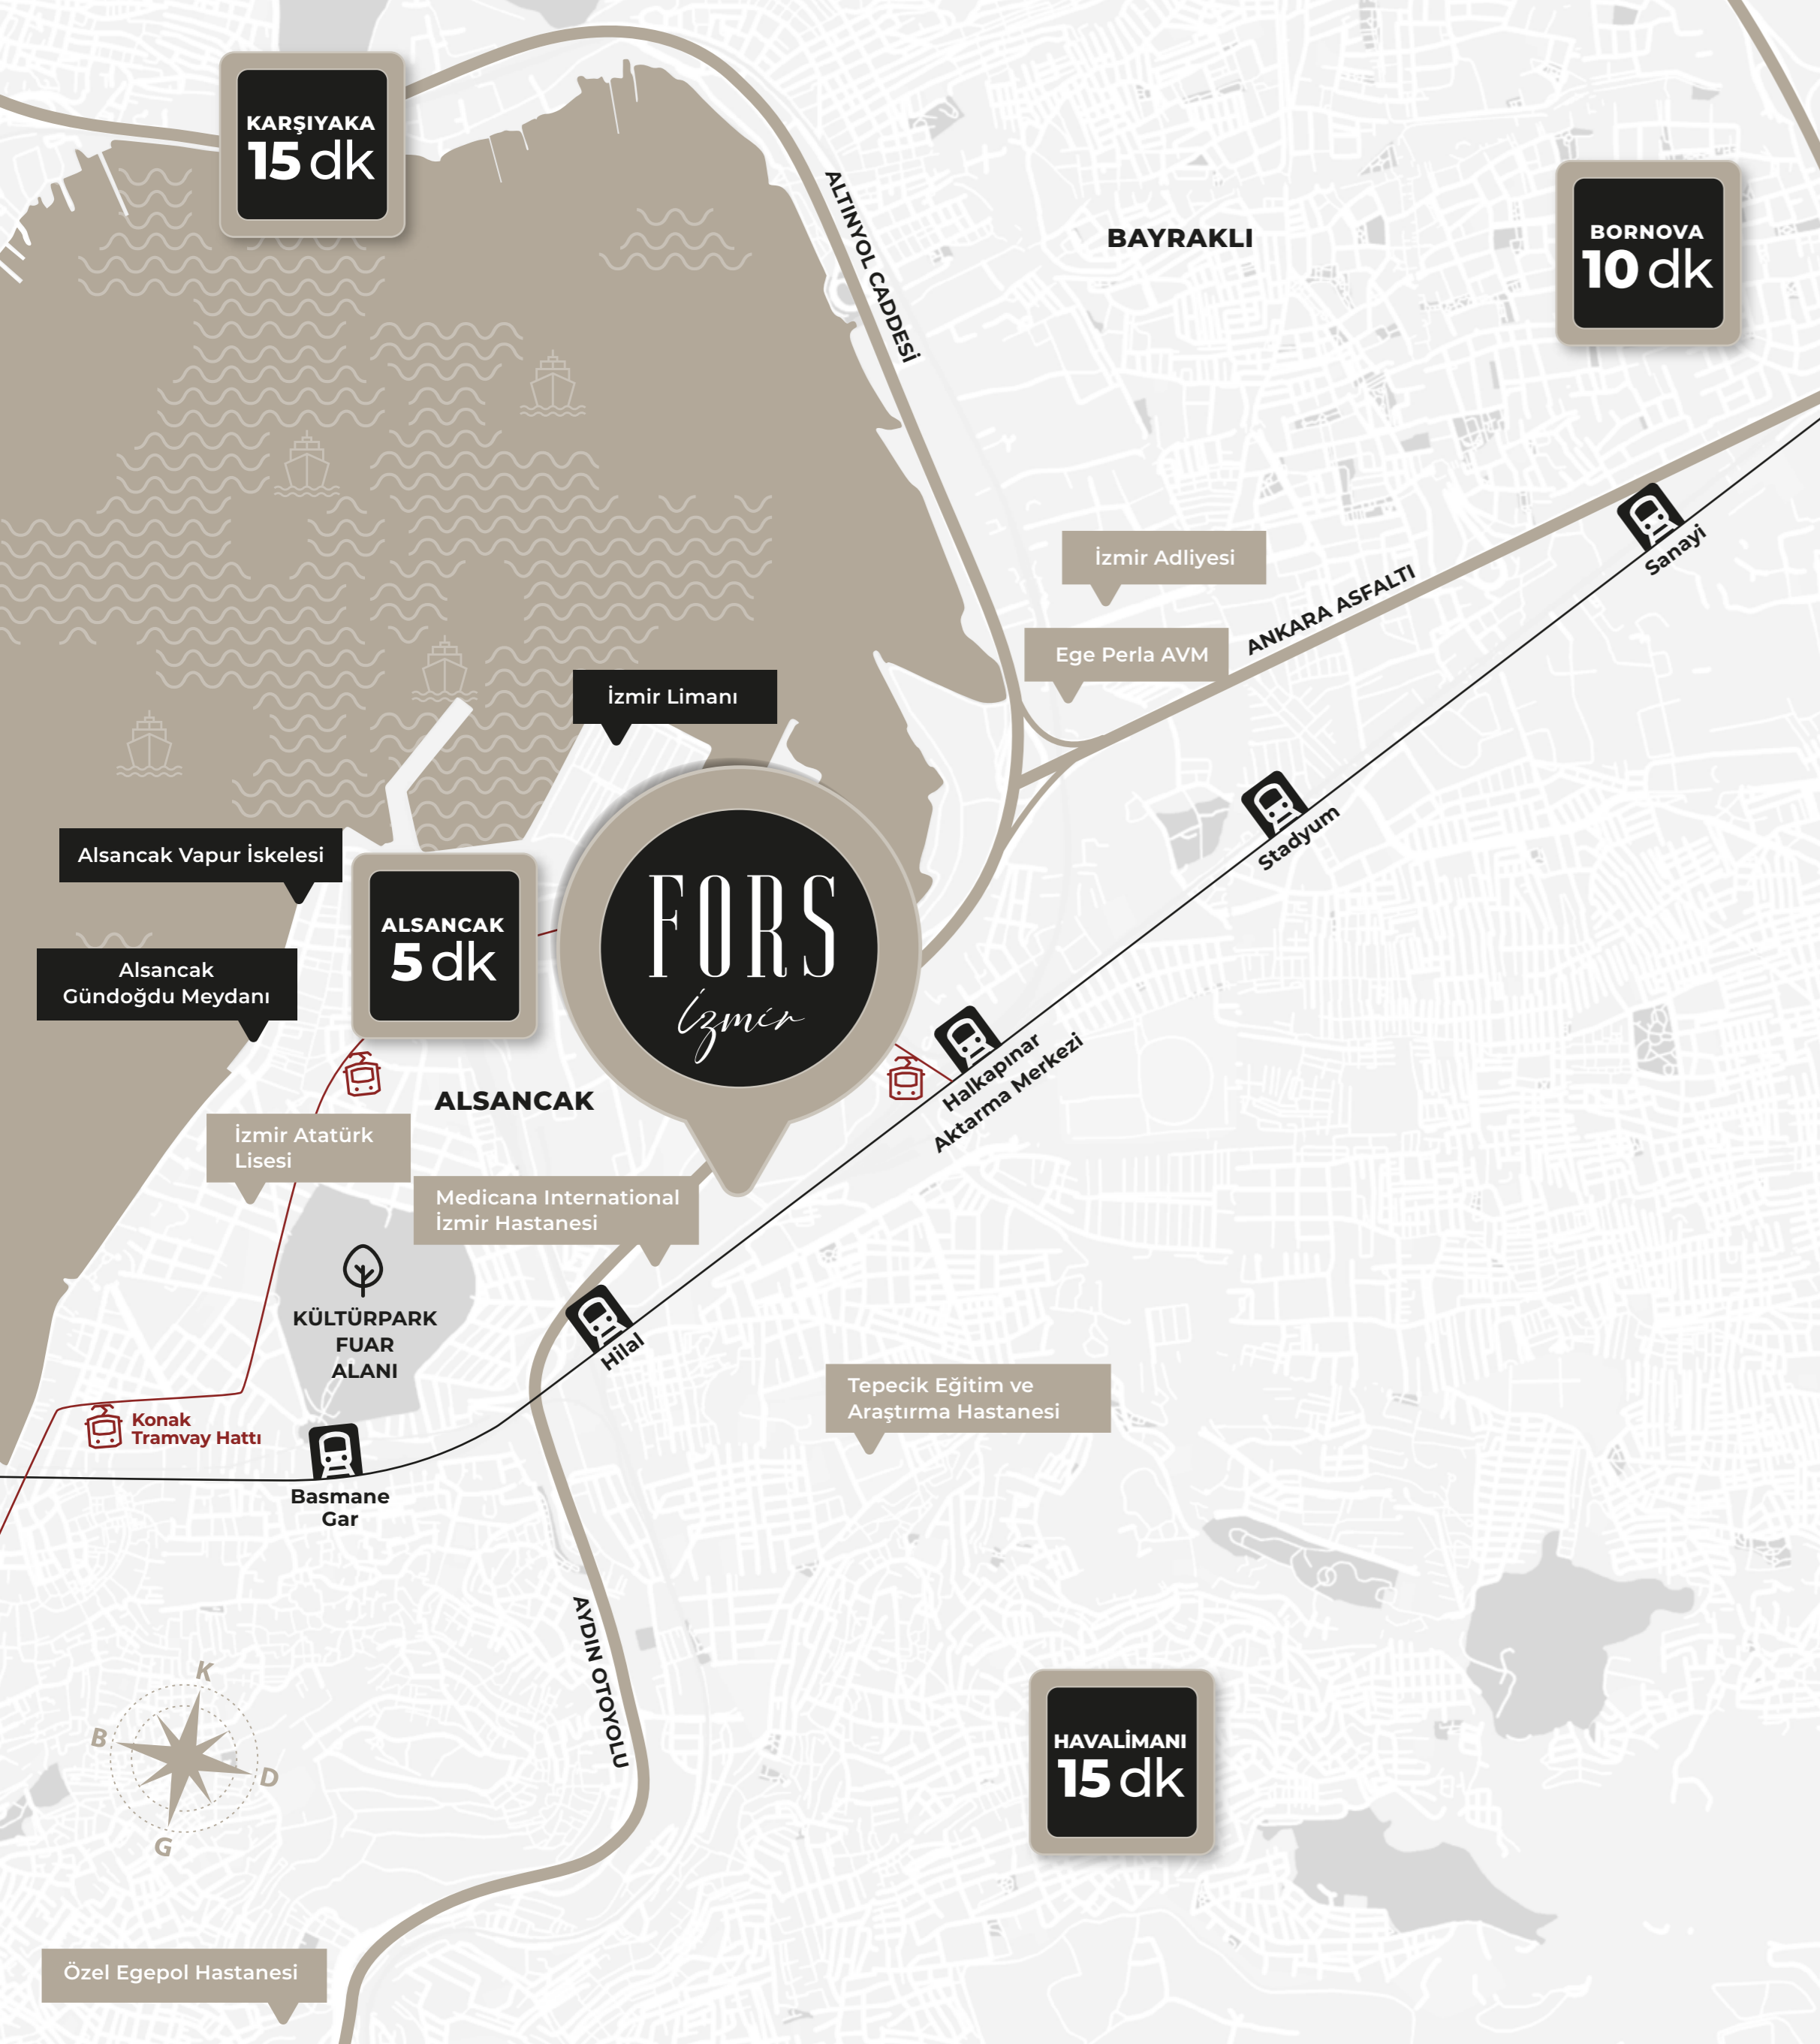 KARŞIYAKA
15 dk
ALTINYOL CADDESİ
BAYRAKLI
BORNOVA
10 dk
İzmir Adliyesi
Sanayi
ANKARA ASFALTI
Ege Perla AVM
İzmir Limanı
Stadyum
Alsancak Vapur İskelesi
ALSANCAK
5 dk
FORS
İzmir
Alsancak
Gündoğdu Meydanı
Halkapınar
Aktarma Merkezi
ALSANCAK
İzmir Atatürk
Lisesi
Medicana International
İzmir Hastanesi
KÜLTÜRPARK
FUAR
ALANI
Hilal
Tepecik Eğitim ve
Araştırma Hastanesi
Konak
Tramvay Hattı
Basmane
Gar
AYDIN OTOYOLU
K
B
D
G
HAVALİMANI
15 dk
Özel Egepol Hastanesi